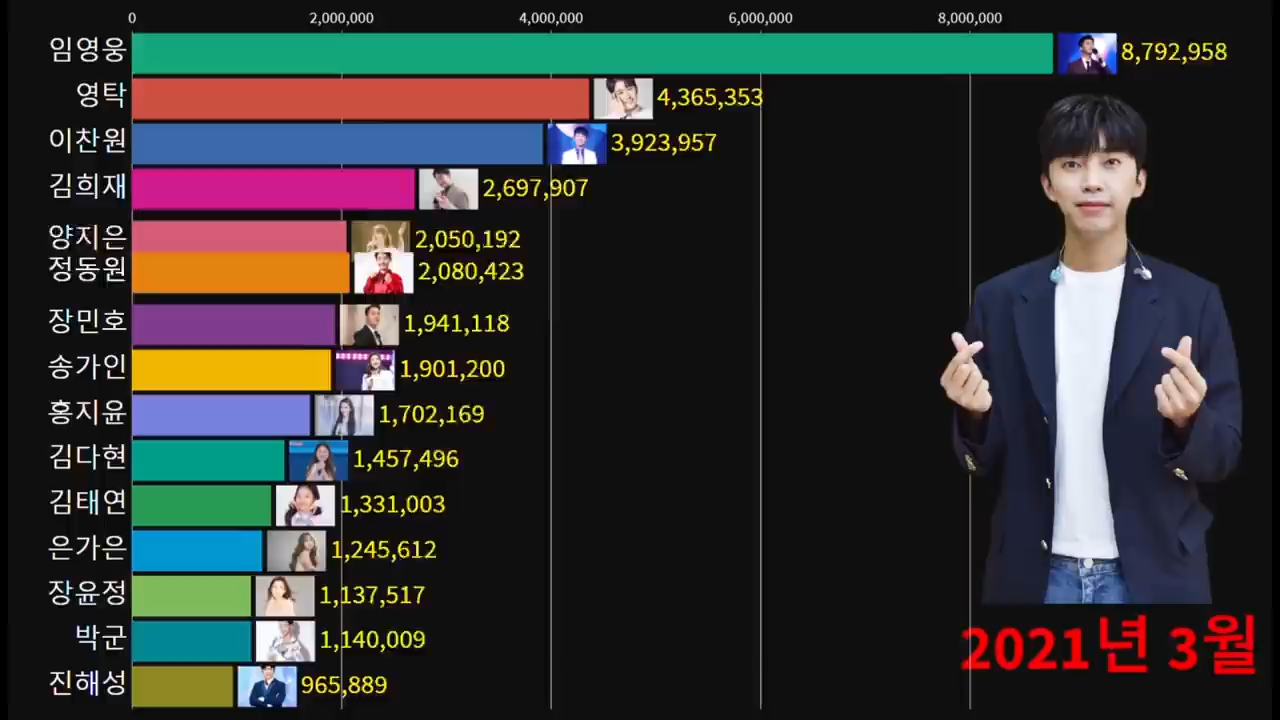 0 2,000,000 4,000,000 6,000,000 8,000,000
임영웅 8,792,958
영탁 4,365,353
이찬원 3,923,957
김희재 2,697,907
양지은 2,050,192
정동원 2,080,423
장민호 1,941,118
송가인 1,901,200
홍지윤 1,702,169
김다현 1,457,496
김태연 1,331,003
은가은 1,245,612
장윤정 1,137,517
박군 1,140,009
진해성 965,889
2021년 3월